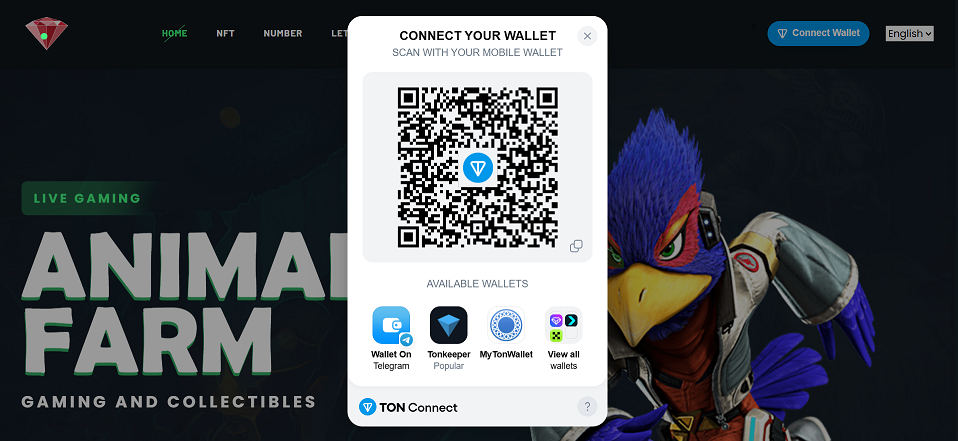 HOME
NFT
NUMBER
LET
Connect Wallet
English
CONNECT YOUR WALLET
SCAN WITH YOUR MOBILE WALLET
AVAILABLE WALLETS
Wallet On
Telegram
Tonkeeper
Popular
MyTonWallet
View all
wallets
TON Connect
?
LIVE GAMING
ANIMA
FARM
GAMING AND COLLECTIBLES